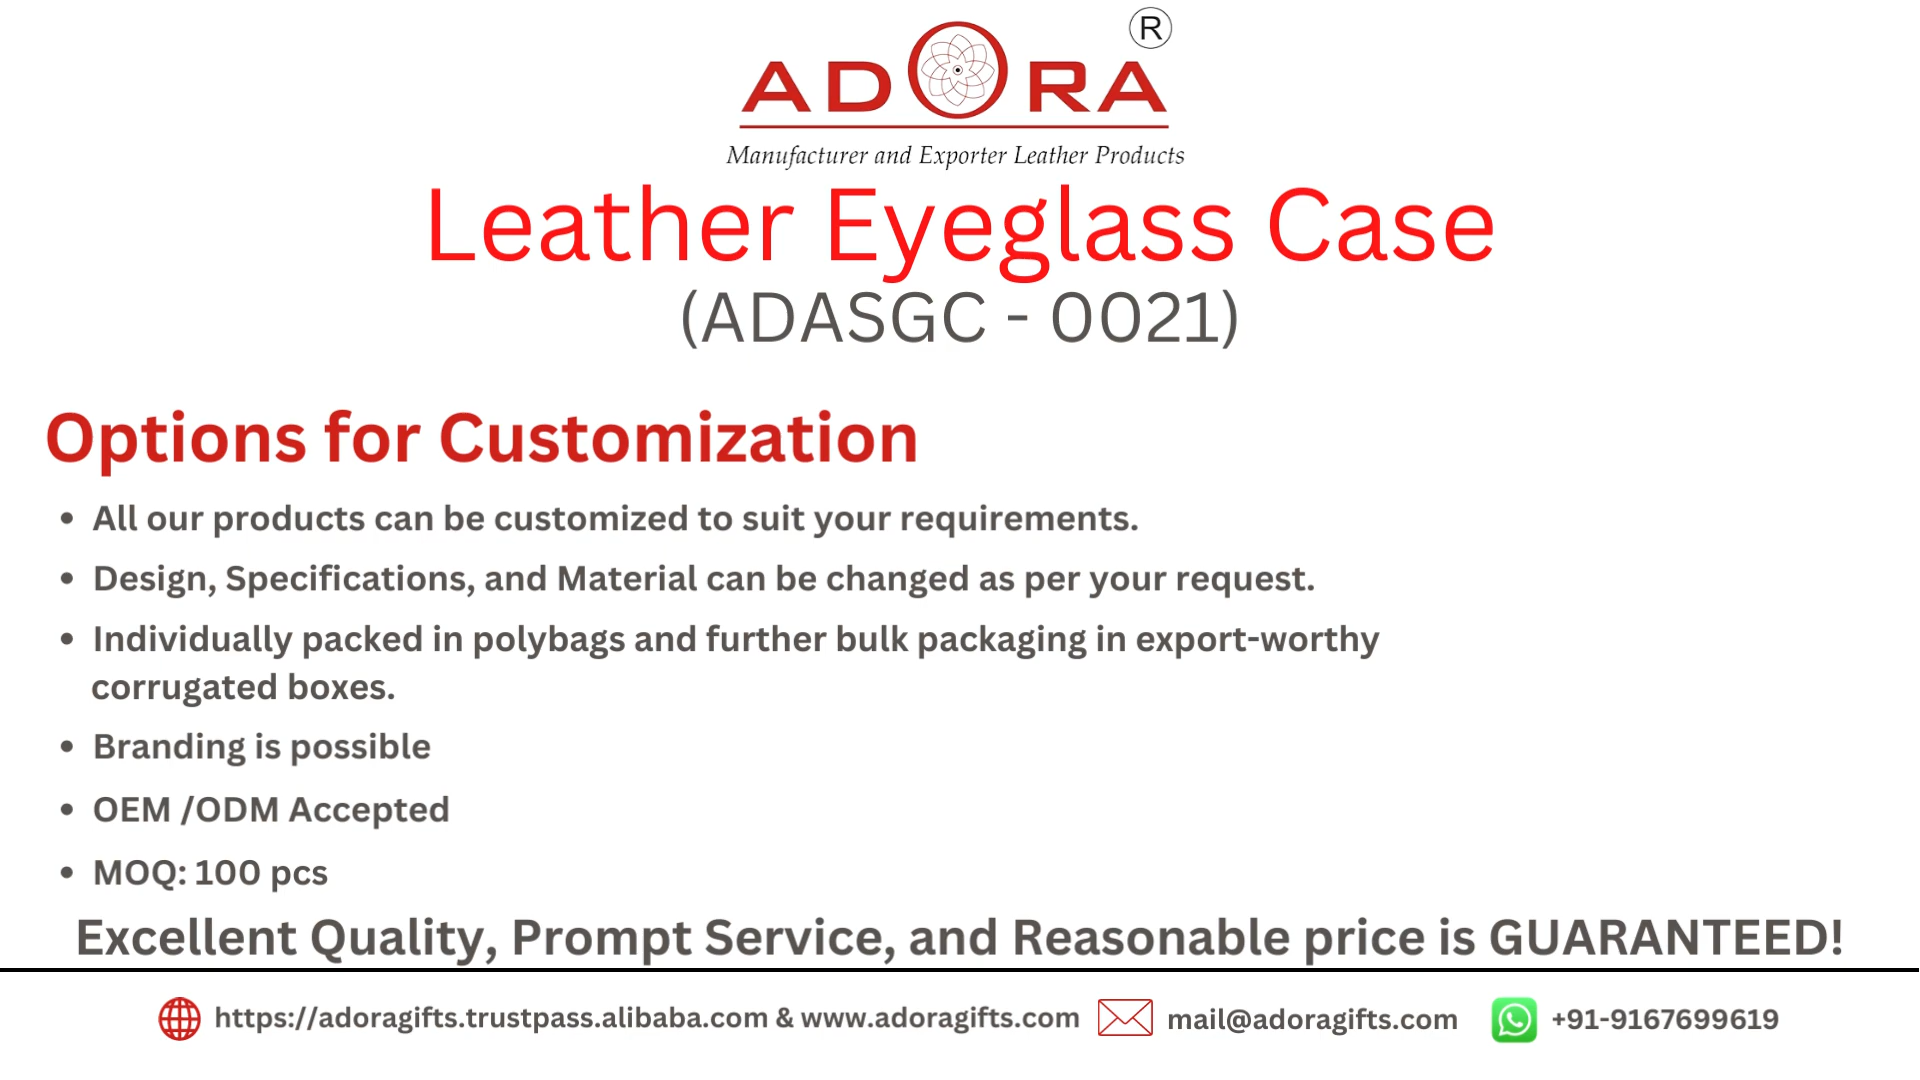 ADORA ®
Manufacturer and Exporter Leather Products
Leather Eyeglass Case
(ADASGC - 0021)
Options for Customization
• All our products can be customized to suit your requirements.
• Design, Specifications, and Material can be changed as per your request.
• Individually packed in polybags and further bulk packaging in export-worthy
corrugated boxes.
• Branding is possible
• OEM /ODM Accepted
• MOQ: 100 pcs
Excellent Quality, Prompt Service, and Reasonable price is GUARANTEED!
https://adoragifts.trustpass.alibaba.com & www.adoragifts.com mail@adoragifts.com +91-9167699619